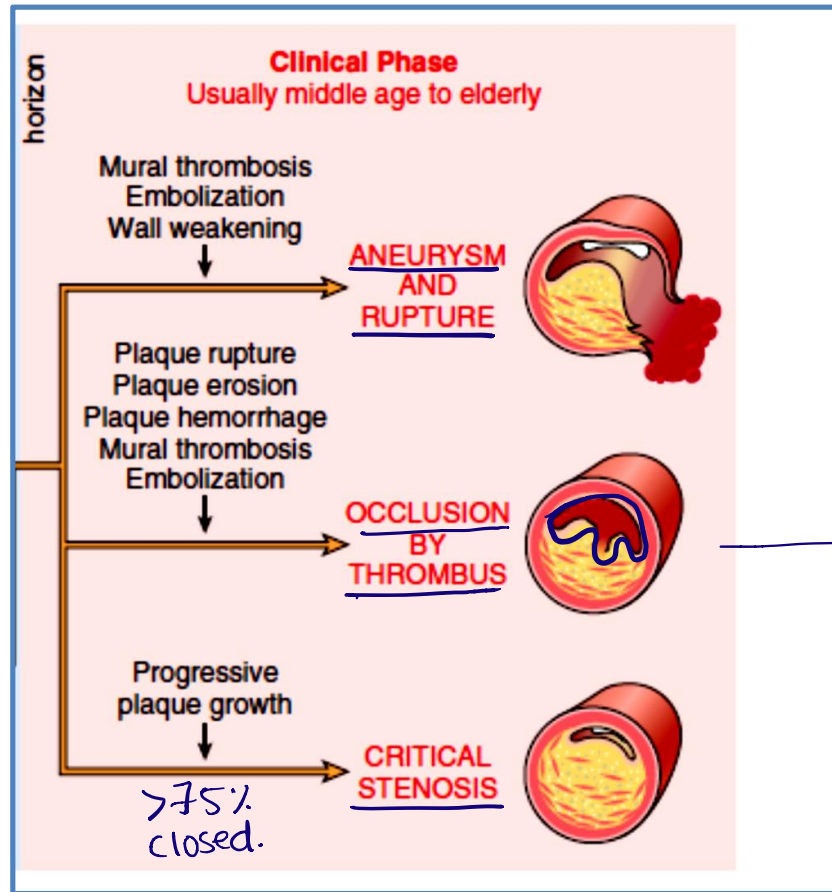 horizon
Clinical Phase
Usually middle age to elderly
Mural thrombosis
Embolization
Wall weakening
ANEURYSM
AND
RUPTURE
Plaque rupture
Plaque erosion
Plaque hemorrhage
Mural thrombosis
Embolization
OCCLUSION
BY
THROMBUS
Progressive
plaque growth
CRITICAL
STENOSIS
>75%
closed.